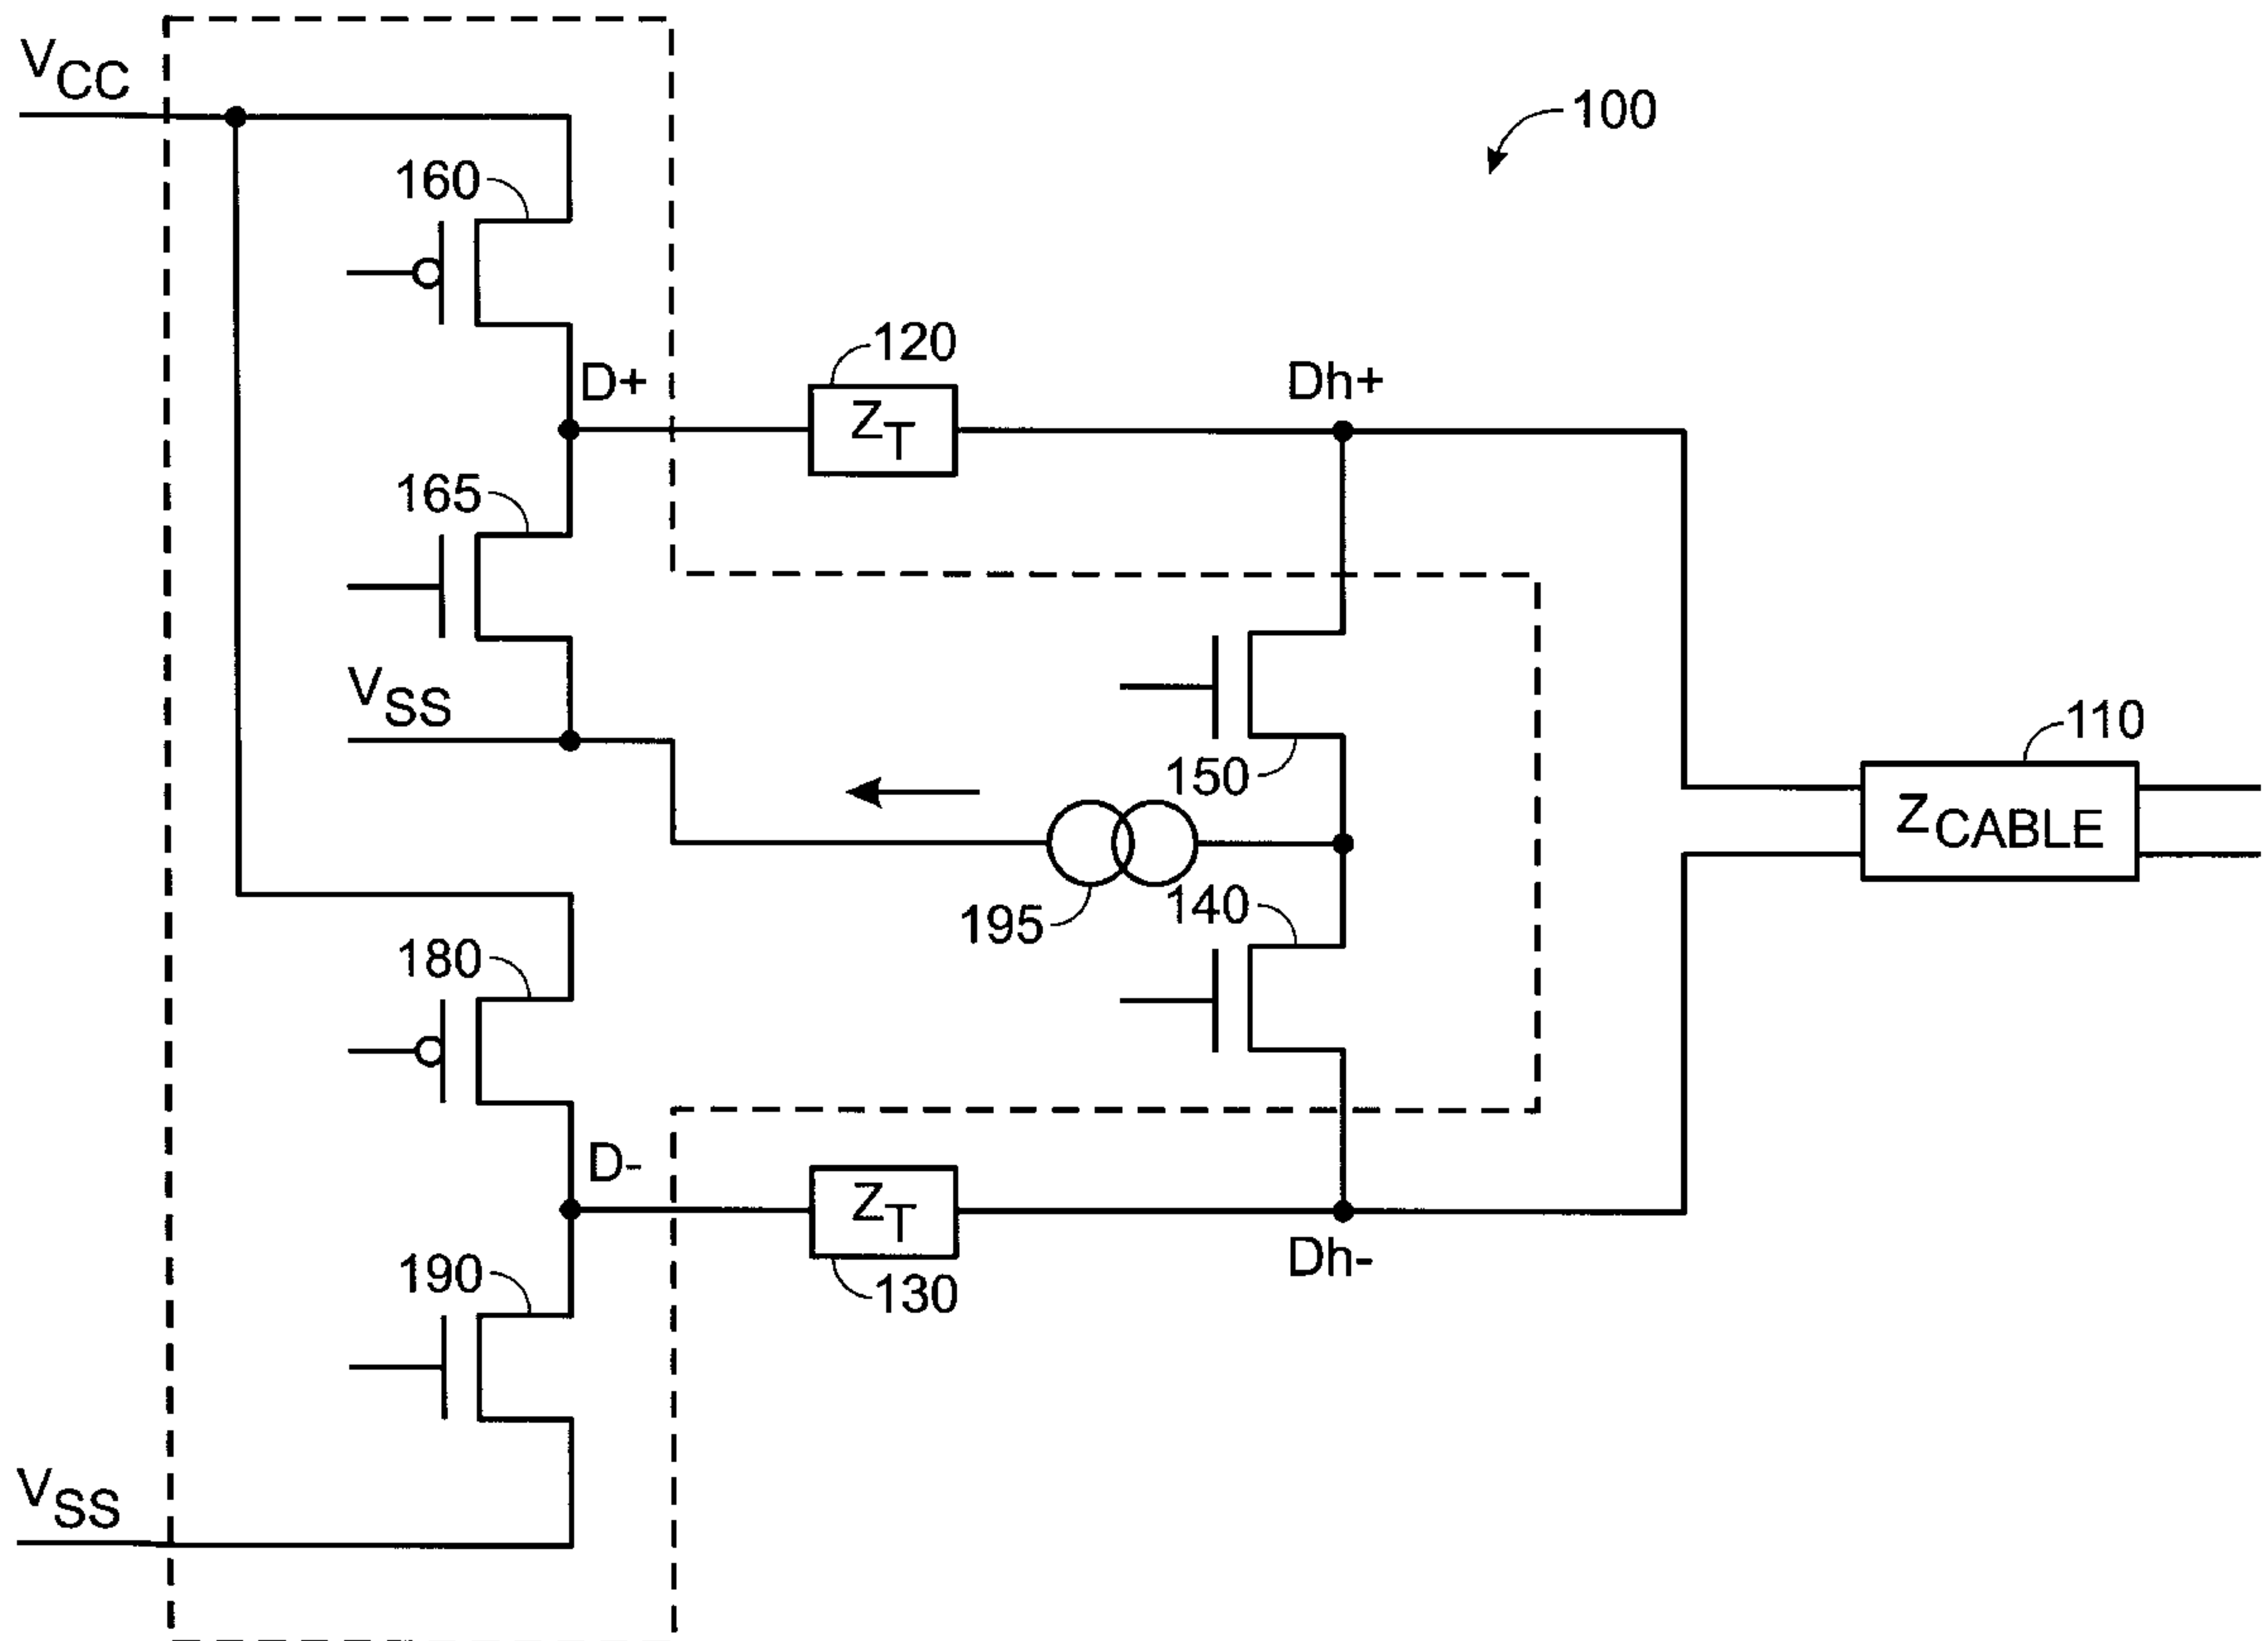 VCC
100
160
120
D+
ZT
Dh+
165
VSS
150
110
ZCABLE
195
140
180
D-
ZT
Dh-
190
130
VSS